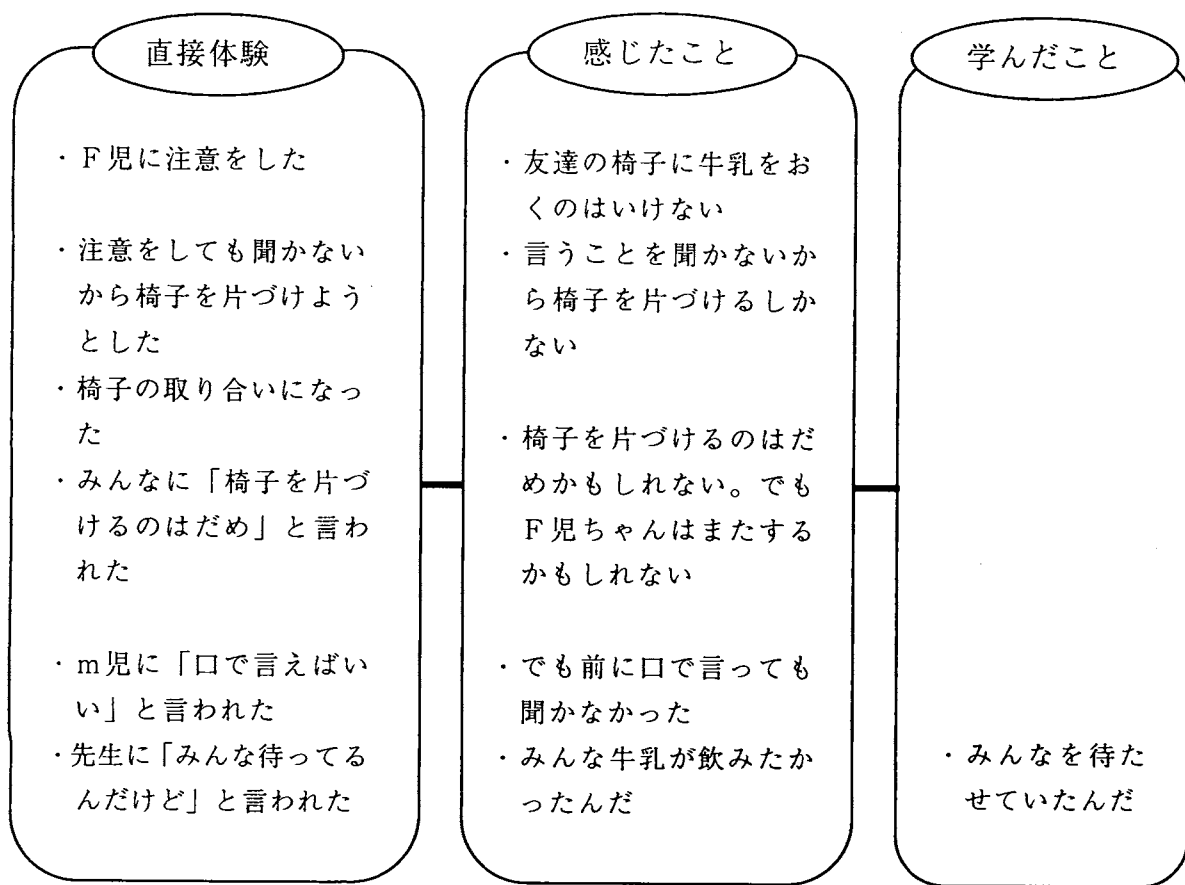 直接体験
・F児に注意をした
・注意をしても聞かない
から椅子を片づけよう
とした
・椅子の取り合いになっ
た
・みんなに「椅子を片づ
けるのはだめ」と言わ
れた
・m児に「口で言えばい
い」と言われた
・先生に「みんな待ってる
んだけど」と言われた
感じたこと
・友達の椅子に牛乳をお
くのはいけない
・言うことを聞かないか
ら椅子を片づけるしか
ない
・椅子を片づけるのはだ
めかもしれない。でも
F児ちゃんはまたする
かもしれない
・でも前に口で言っても
聞かなかった
・みんな牛乳が飲みたか
ったんだ
学んだこと
・みんなを待た
せていたんだ